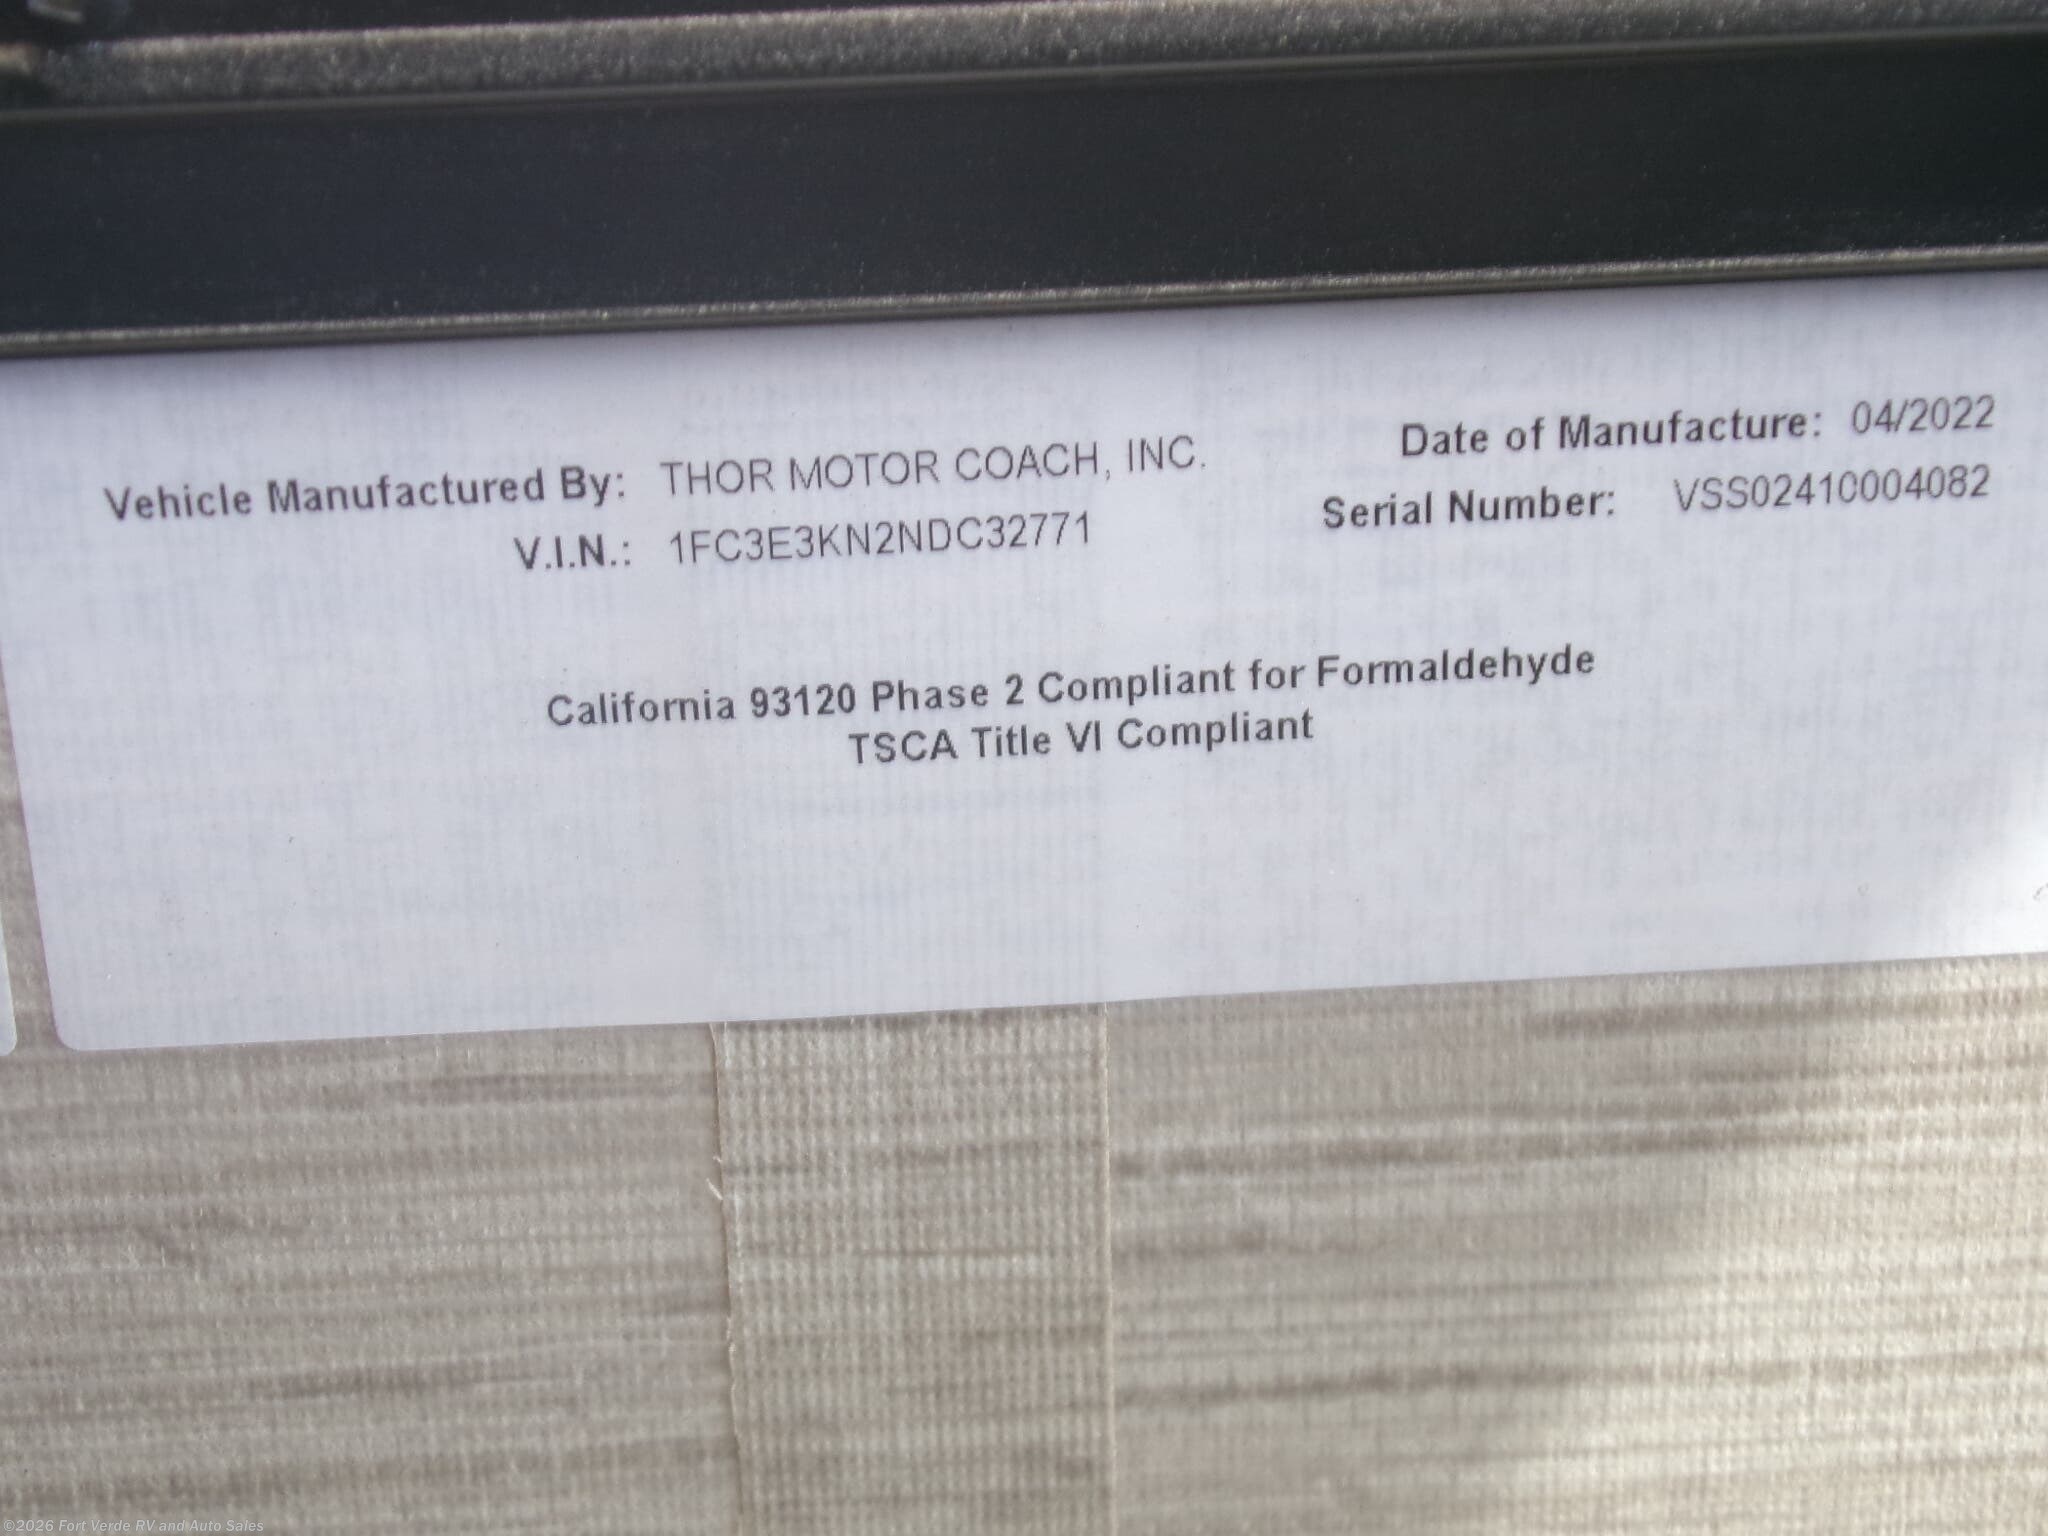 Vehicle Manufactured By: THOR MOTOR COACH, INC. Date of Manufacture: 04/2022
V.I.N.: 1FC3E3KN2NDC32771 Serial Number: VSS02410004082
California 93120 Phase 2 Compliant for Formaldehyde
TSCA Title VI Compliant
©2026 Fort Verde RV and Auto Sales